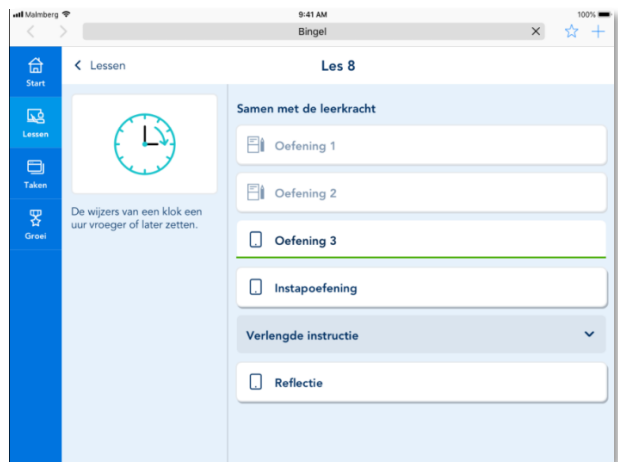 Malmberg
9:41 AM
100%
Bingel
Start
Lessen
Taken
Groei
Lessen
Les 8
De wijzers van een klok een
uur vroeger of later zetten.
Samen met de leerkracht
Oefening 1
Oefening 2
Oefening 3
Instapoefening
Verlengde instructie
Reflectie